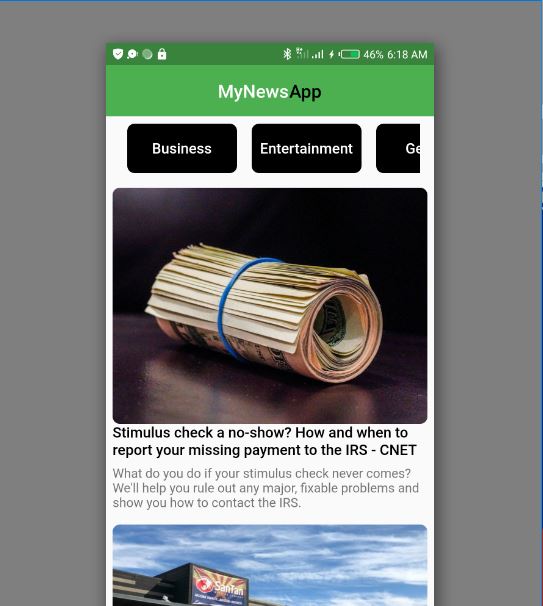 46% 6:18 AM
MyNewsApp
Business Entertainment Ge
Stimulus check a no-show? How and when to
report your missing payment to the IRS - CNET
What do you do if your stimulus check never comes?
We'll help you rule out any major, fixable problems and
show you how to contact the IRS.
SanTan